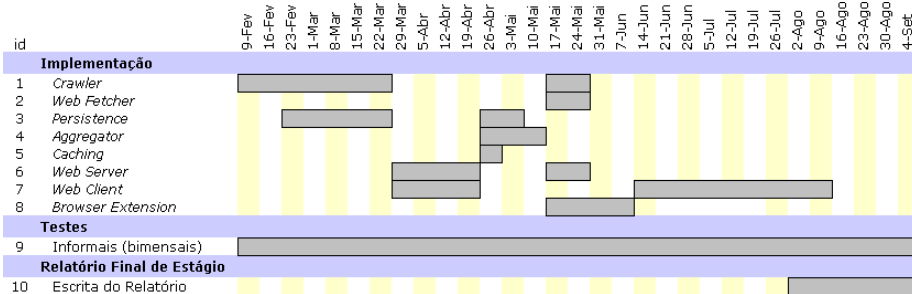 id 9-Fev 16-Fev 23-Fev 1-Mar 8-Mar 15-Mar 22-Mar 29-Mar 5-Abr 12-Abr 19-Abr 26-Abr 3-Mai 10-Mai 17-Mai 24-Mai 31-Mai 7-Jun 14-Jun 21-Jun 28-Jun 5-Jul 12-Jul 19-Jul 26-Jul 2-Ago 9-Ago 16-Ago 23-Ago 30-Ago 4-Set
Implementação
1 Crawler
2 Web Fetcher
3 Persistence
4 Aggregator
5 Caching
6 Web Server
7 Web Client
8 Browser Extension
Testes
9 Informais (bimensais)
Relatório Final de Estágio
10 Escrita do Relatório